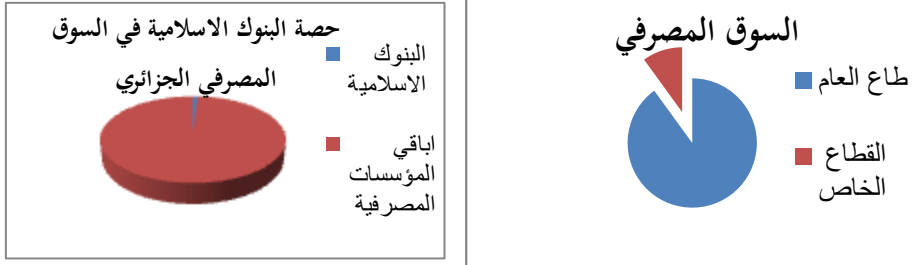 السوق المصرفي
طاع العام
القطاع
الخاص
حصة البنوك الاسلامية في السوق
المصرفي الجزائري
البنوك
الاسلامية
اباقي
المؤسسات
المصرفية